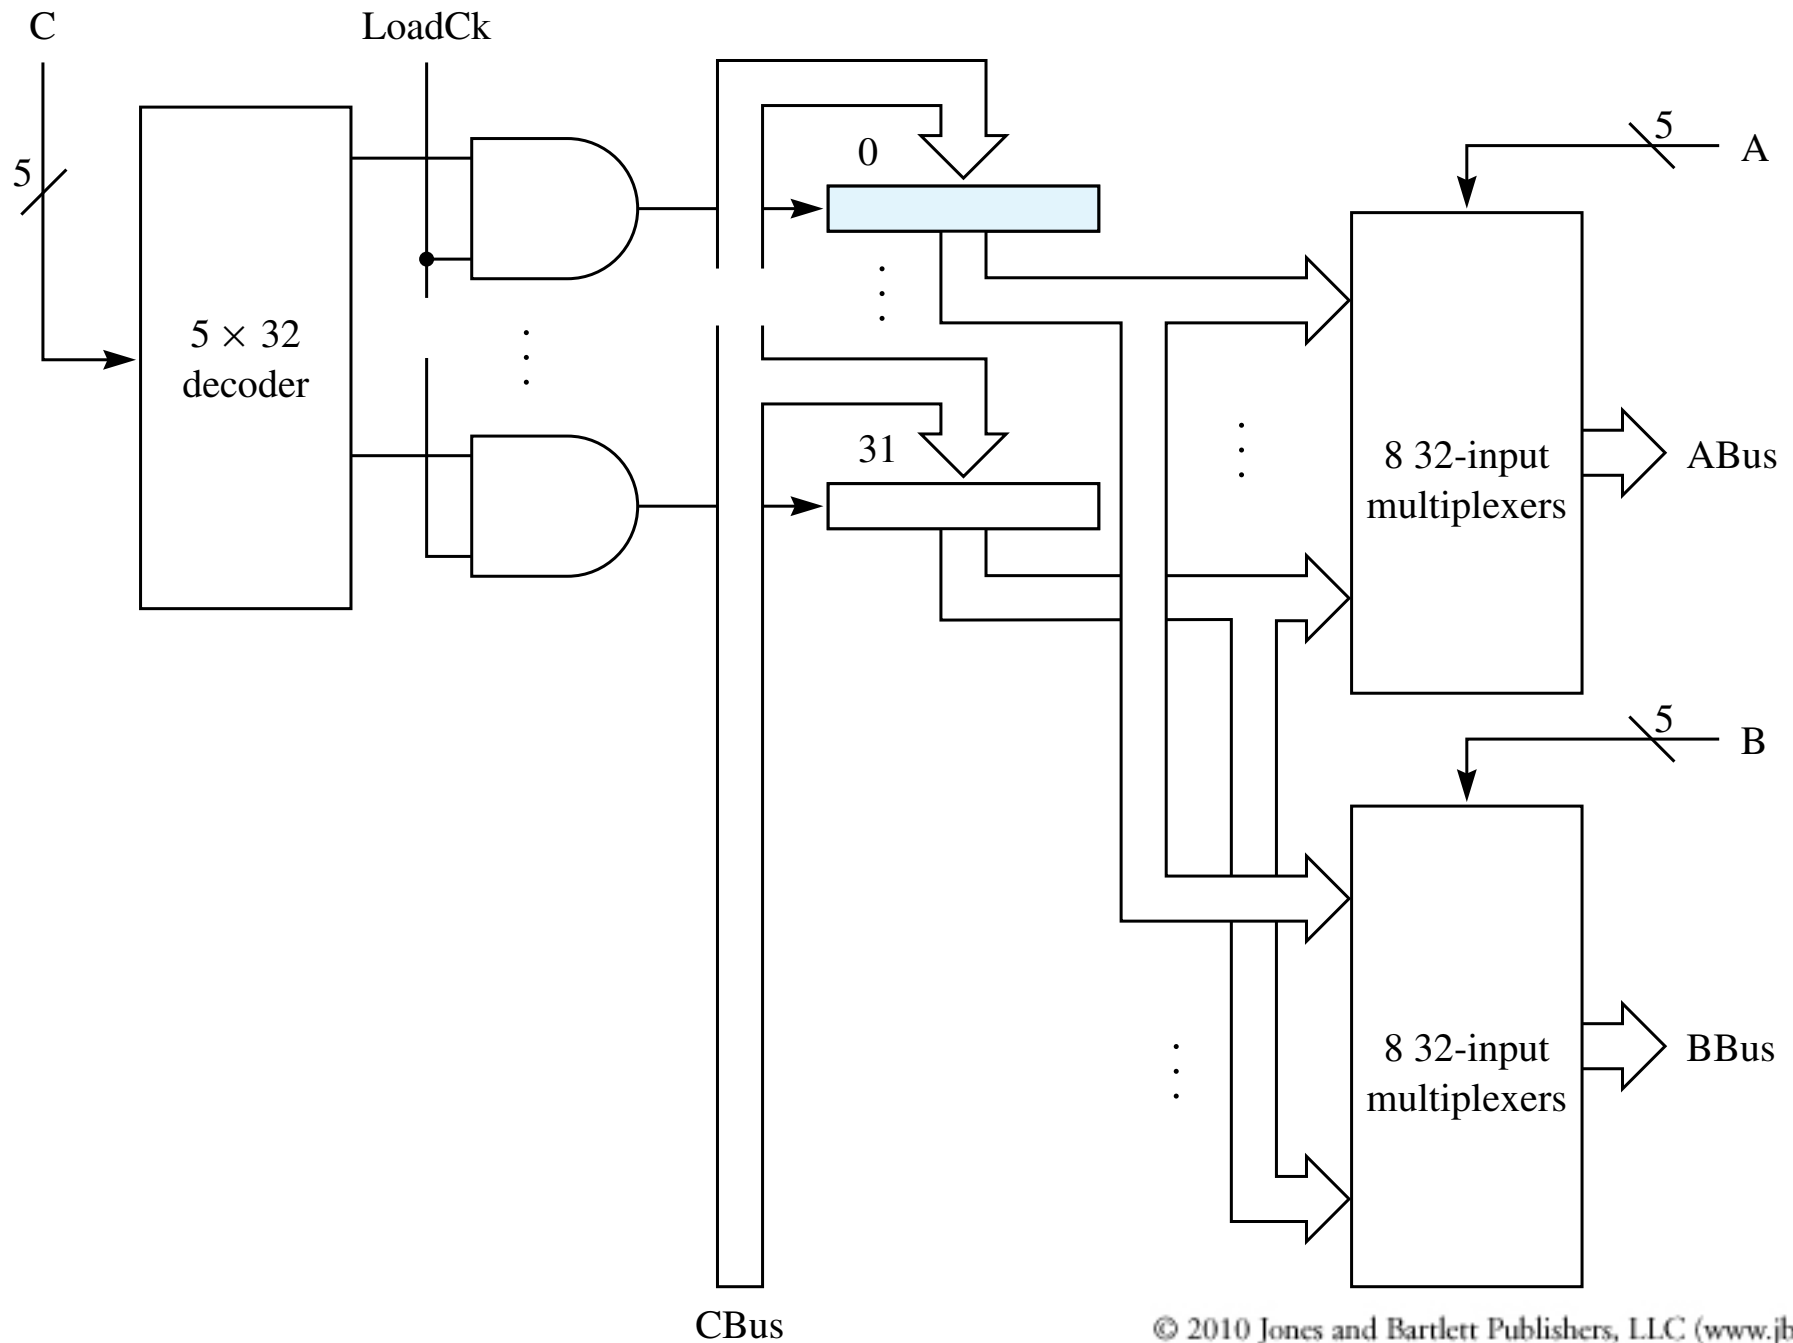 C
LoadCk
5
5 × 32
decoder
0
31
CBus
5
A
8 32-input
multiplexers
ABus
5
B
8 32-input
multiplexers
BBus
© 2010 Jones and Bartlett Publishers, LLC (www.jb